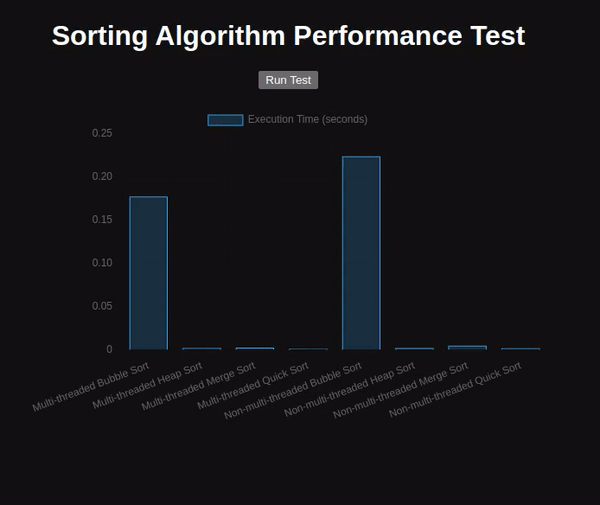 Sorting Algorithm Performance Test
Run Test
Execution Time (seconds)
0.25
0.20
0.15
0.10
0.05
0
Multi-threaded Bubble Sort
Multi-threaded Heap Sort
Multi-threaded Merge Sort
Multi-threaded Quick Sort
Non-multi-threaded Bubble Sort
Non-multi-threaded Heap Sort
Non-multi-threaded Merge Sort
Non-multi-threaded Quick Sort